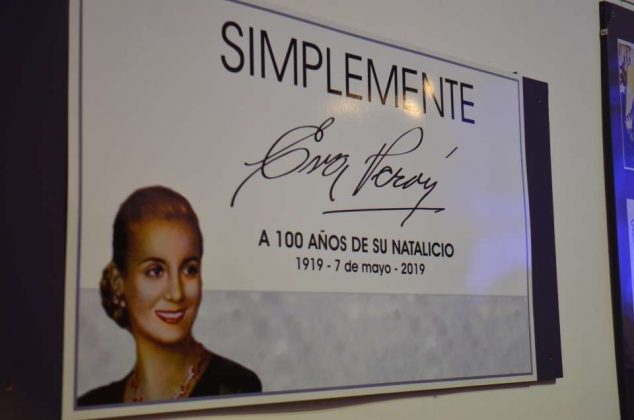 SIMPLEMENTE
Eva Perón
A 100 AÑOS DE SU NATALICIO
1919 - 7 de mayo - 2019